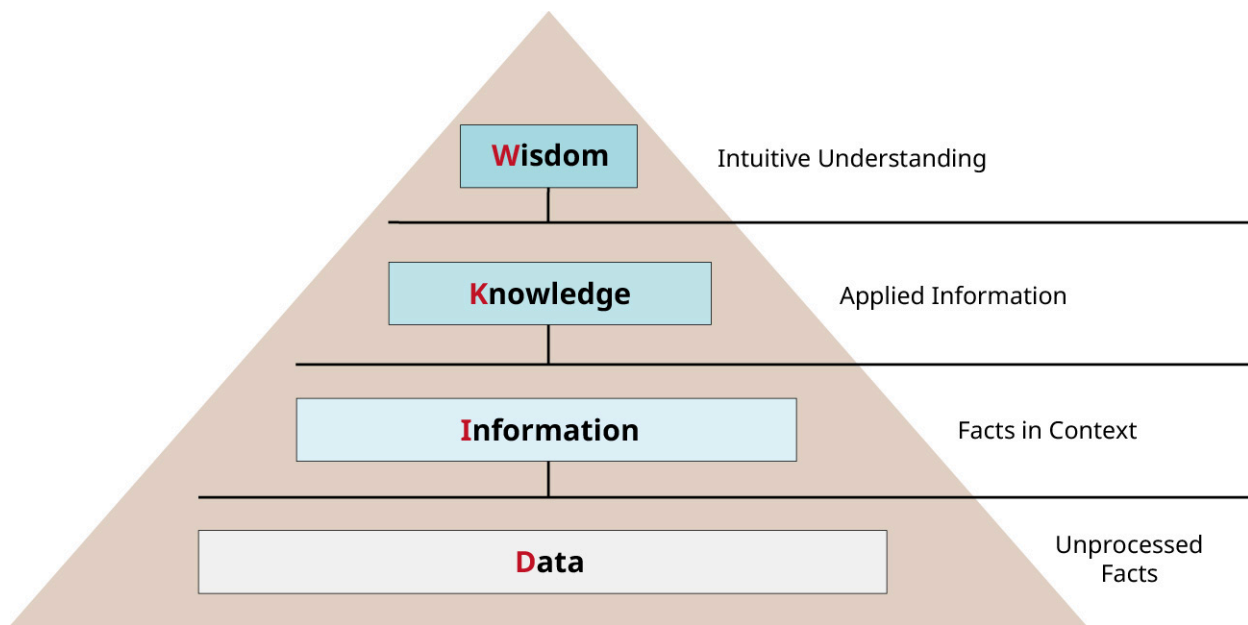 Wisdom
Intuitive Understanding
Knowledge
Applied Information
Information
Facts in Context
Data
Unprocessed
Facts